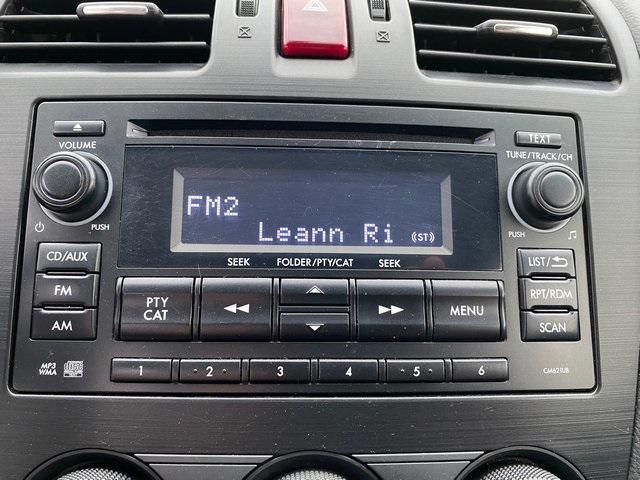 TEXT
VOLUME
TUNE/TRACK/CH
FM2
Leann Ri (ST)
PUSH
PUSH
SEEK FOLDER/PTY/CAT SEEK
CD/AUX
LIST/
FM
PTY CAT
MENU
RPT/RDM
AM
SCAN
MP3
WMA
1 2 3 4 5 6
CM621UB